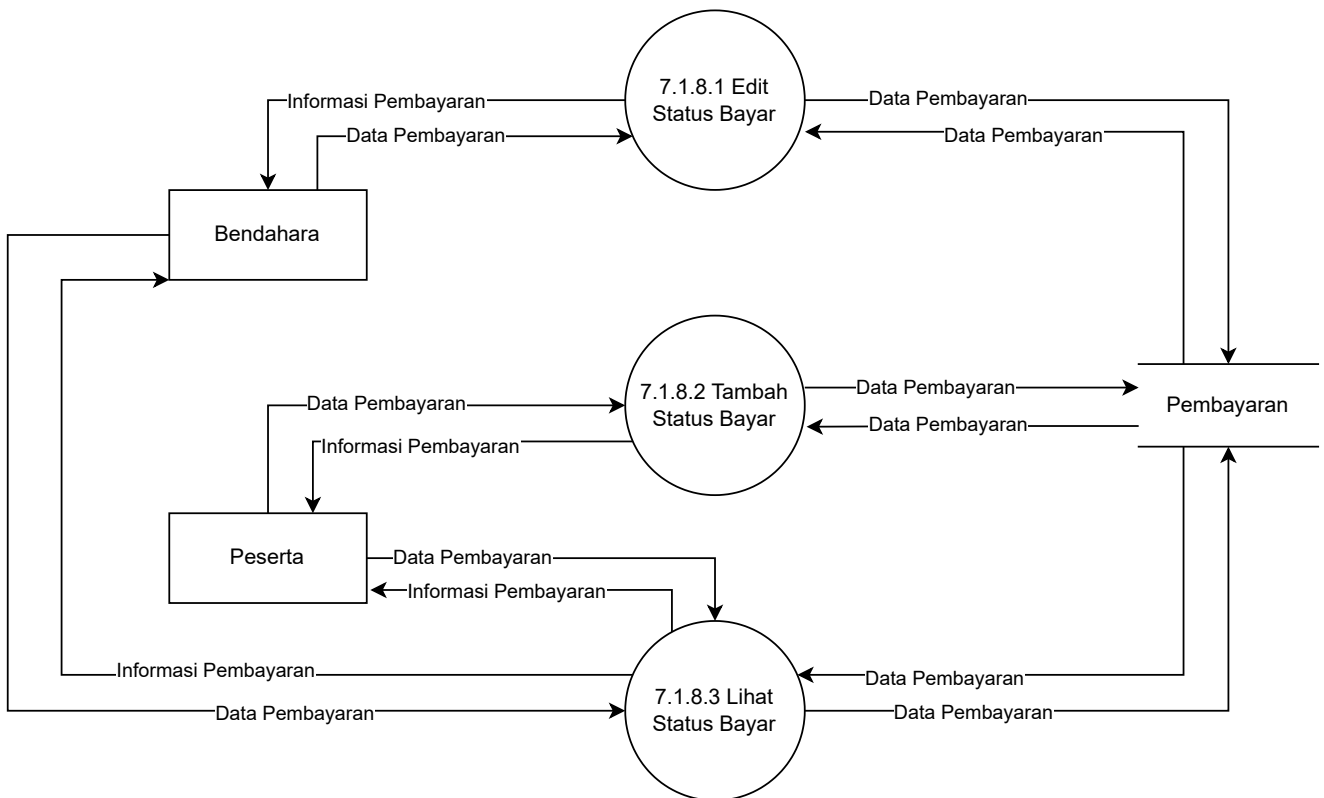 7.1.8.1 Edit
Status Bayar
Informasi Pembayaran
Data Pembayaran
Data Pembayaran
Data Pembayaran
Bendahara
7.1.8.2 Tambah
Status Bayar
Data Pembayaran
Informasi Pembayaran
Data Pembayaran
Data Pembayaran
Pembayaran
Peserta
Data Pembayaran
Informasi Pembayaran
Informasi Pembayaran
Data Pembayaran
7.1.8.3 Lihat
Status Bayar
Data Pembayaran
Data Pembayaran